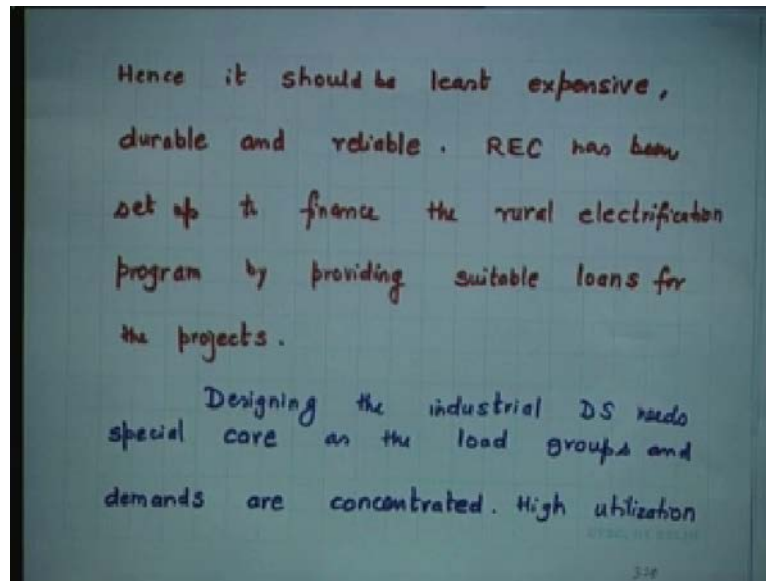 Hence it should be least expensive,
durable and reliable. REC has been
set up to finance the rural electrification
program by providing suitable loans for
the projects.
Designing the industrial DS needs
special care as the load groups and
demands are concentrated. High utilization